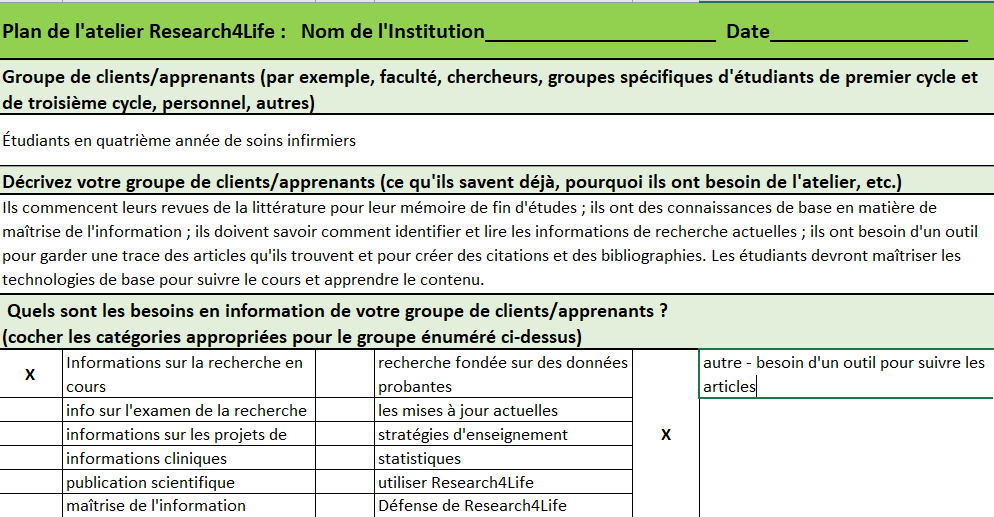 Plan de l'atelier Research4Life : Nom de l'Institution_____________________ Date__________________
Groupe de clients/apprenants (par exemple, faculté, chercheurs, groupes spécifiques d'étudiants de premier cycle et
de troisième cycle, personnel, autres)
Étudiants en quatrième année de soins infirmiers
Décrivez votre groupe de clients/apprenants (ce qu'ils savent déjà, pourquoi ils ont besoin de l'atelier, etc.)
Ils commencent leurs revues de la littérature pour leur mémoire de fin d'études ; ils ont des connaissances de base en matière de
maîtrise de l'information ; ils doivent savoir comment identifier et lire les informations de recherche actuelles ; ils ont besoin d'un outil
pour garder une trace des articles qu'ils trouvent et pour créer des citations et des bibliographies. Les étudiants devront maîtriser les
technologies de base pour suivre le cours et apprendre le contenu.
Quels sont les besoins en information de votre groupe de clients/apprenants ?
(cocher les catégories appropriées pour le groupe énuméré ci-dessus)
X
Informations sur la recherche en
cours
recherche fondée sur des données
probantes
autre - besoin d'un outil pour suivre les
articles
info sur l'examen de la recherche
les mises à jour actuelles
informations sur les projets de
stratégies d'enseignement
X
informations cliniques
statistiques
publication scientifique
utiliser Research4Life
maîtrise de l'information
Défense de Research4Life